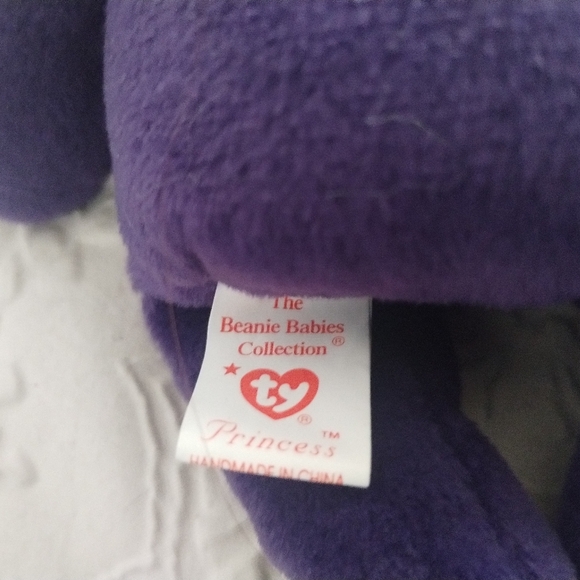 The
Beanie Babies
Collection®
ty®
Princess™
HANDMADE IN CHINA